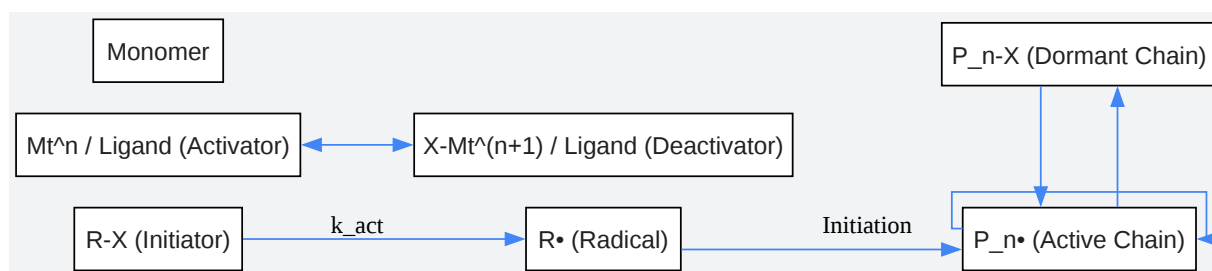 Monomer
P_n-X (Dormant Chain)
Mt^n / Ligand (Activator)
X-Mt^(n+1) / Ligand (Deactivator)
R-X (Initiator)
k_act
R• (Radical)
Initiation
P_n• (Active Chain)